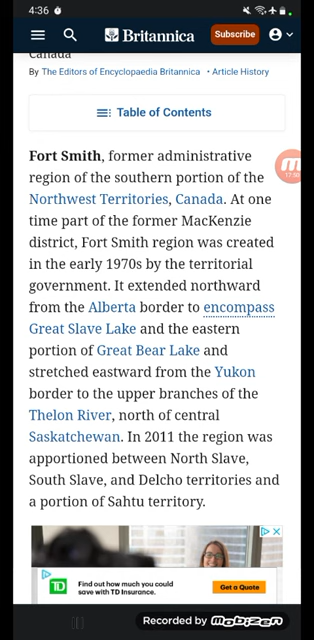 4:36
Britannica
Subscribe
Canada
By The Editors of Encyclopaedia Britannica • Article History
Table of Contents
Fort Smith, former administrative
region of the southern portion of the
Northwest Territories, Canada. At one
time part of the former MacKenzie
district, Fort Smith region was created
in the early 1970s by the territorial
government. It extended northward
from the Alberta border to encompass
Great Slave Lake and the eastern
portion of Great Bear Lake and
stretched eastward from the Yukon
border to the upper branches of the
Thelon River, north of central
Saskatchewan. In 2011 the region was
apportioned between North Slave,
South Slave, and Delcho territories and
a portion of Sahtu territory.
TD
Find out how much you could
save with TD Insurance.
Get a Quote
Recorded by mobizen